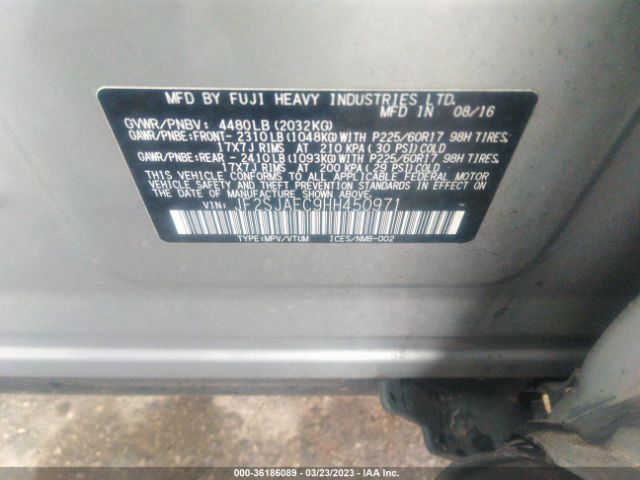 MFD BY FUJI HEAVY INDUSTRIES LTD.
MFD IN 08/16
GVWR/PNBV: 4480LB(2032KG)
GAWR/PNBE:FRONT- 2310LB(1048KG)WITH P225/60R17 98H TIRES.
17X7J RIMS AT 210 KPA(30 PSI)COLD
GAWR/PNBE:REAR - 2410LB(1093KG)WITH P225/60R17 98H TIRES.
17X7J RIMS AT 200 KPA(29 PSI)COLD
THIS VEHICLE CONFORMS TO ALL APPLICABLE FEDERAL MOTOR
VEHICLE SAFETY AND THEFT PREVENTION STANDARDS IN EFFECT
ON THE DATE OF MANUFACTURE SHOWN ABOVE.
VIN: JF2SJAEC9HH450971
TYPE:MPV/VTUM ICES/NMB-002
000-36186089 - 03/23/2023 - IAA Inc.